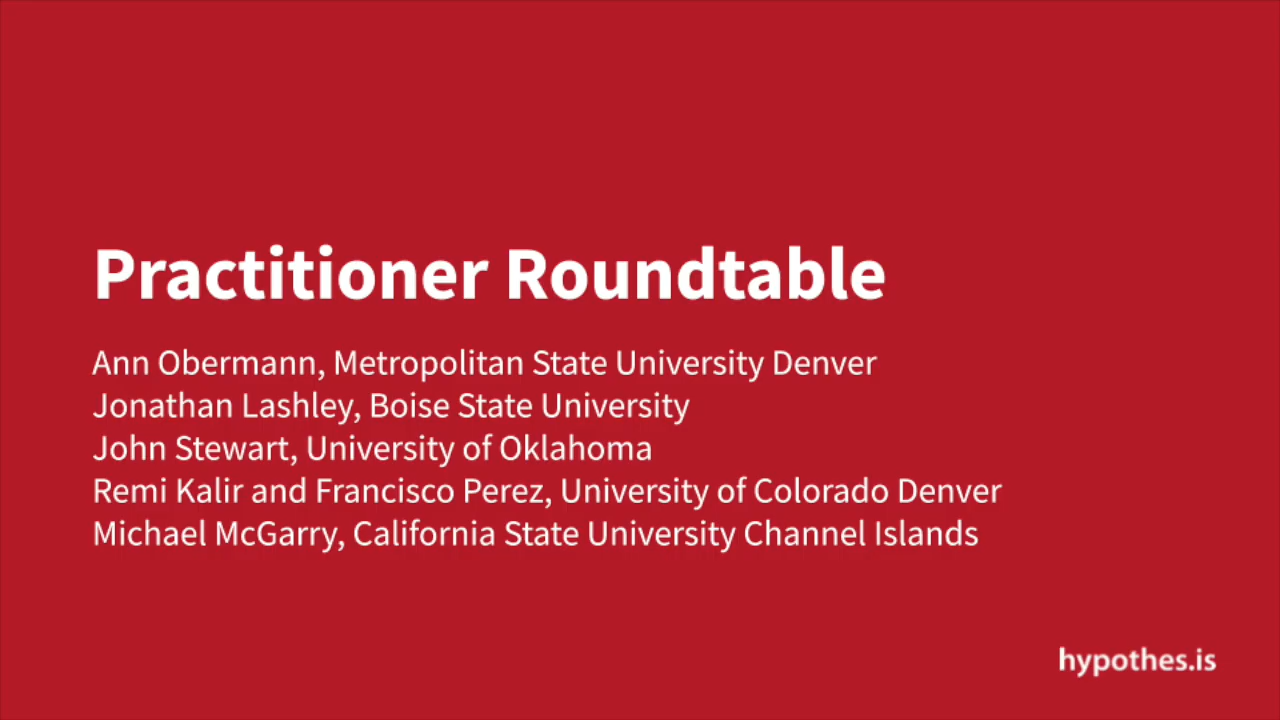 Practitioner Roundtable
Ann Obermann, Metropolitan State University Denver
Jonathan Lashley, Boise State University
John Stewart, University of Oklahoma
Remi Kalir and Francisco Perez, University of Colorado Denver
Michael McGarry, California State University Channel Islands
hypothes.is